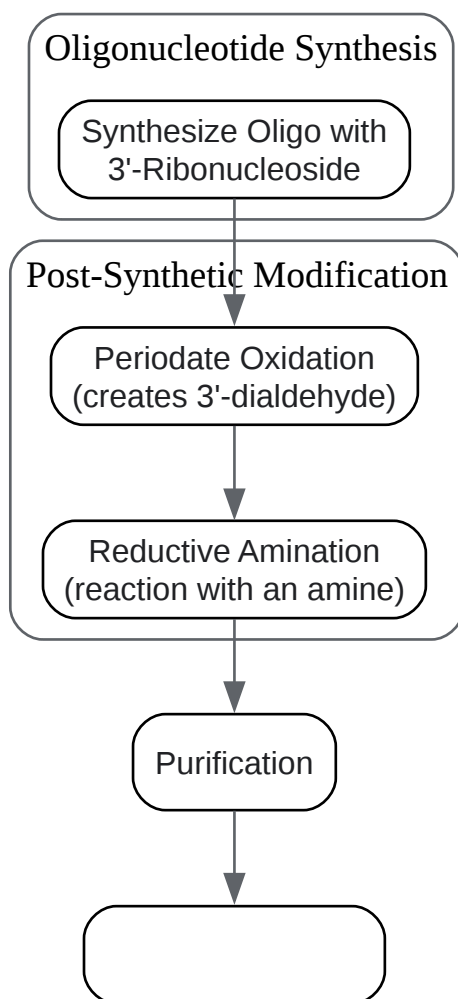 Oligonucleotide Synthesis
Synthesize Oligo with
3'-Ribonucleoside
Post-Synthetic Modification
Periodate Oxidation
(creates 3'-dialdehyde)
Reductive Amination
(reaction with an amine)
Purification